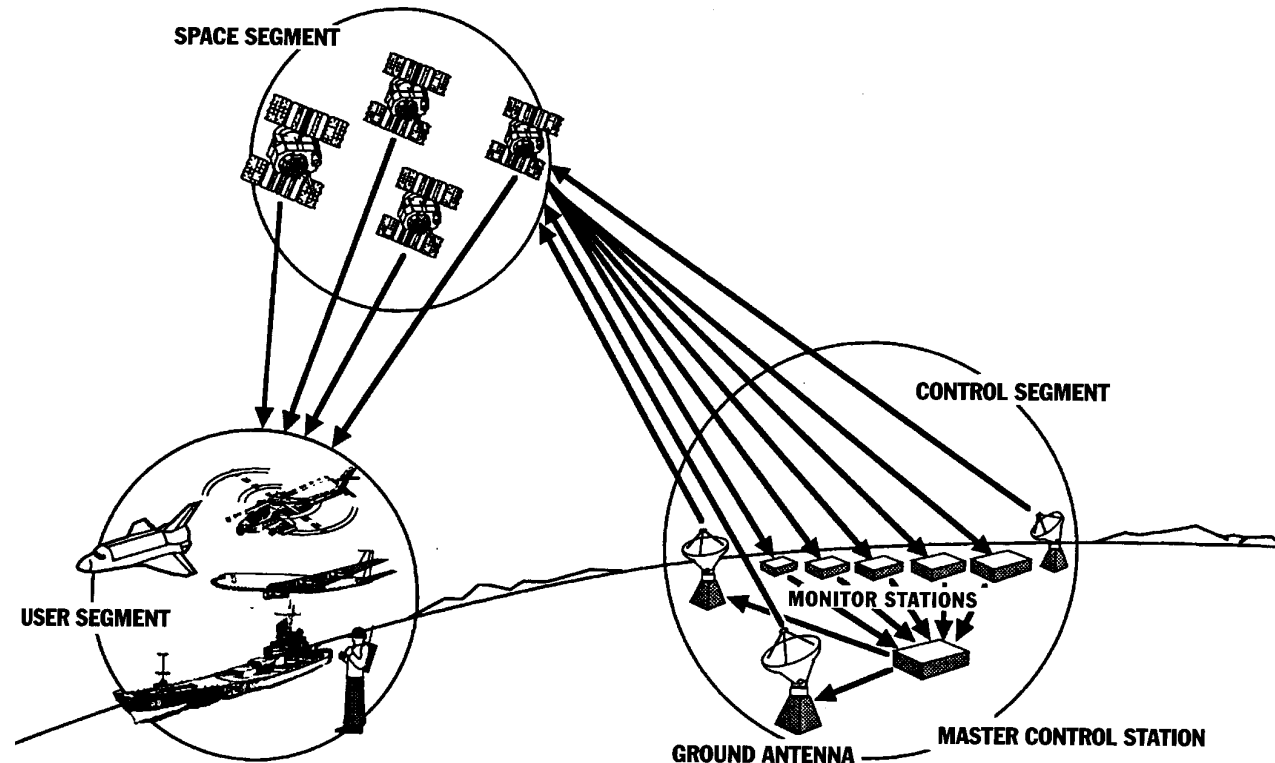 SPACE SEGMENT
CONTROL SEGMENT
USER SEGMENT
MONITOR STATIONS
MASTER CONTROL STATION
GROUND ANTENNA